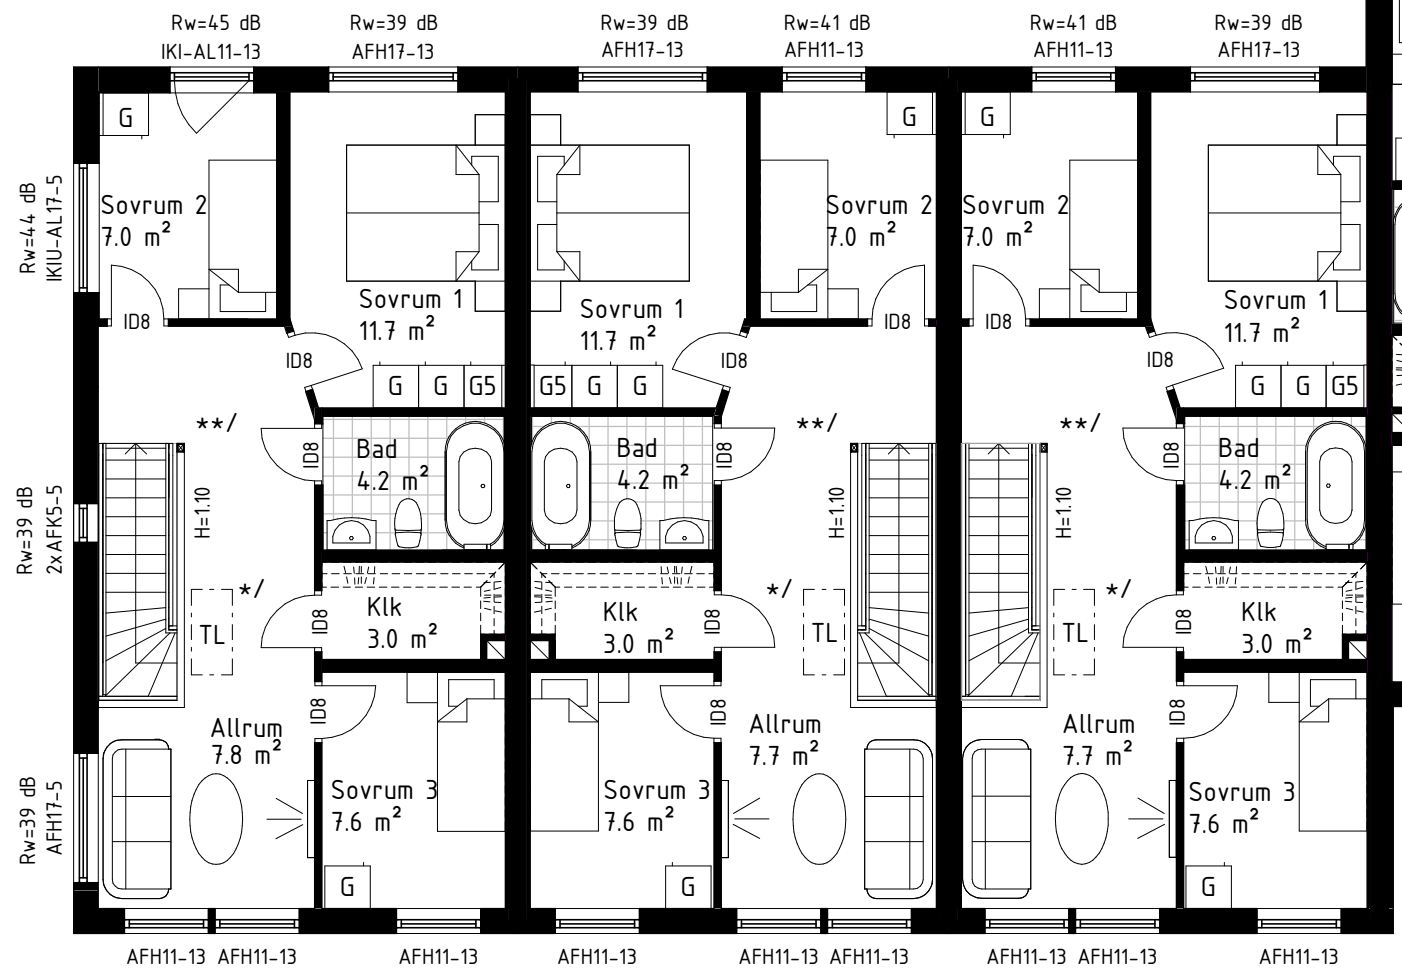 Rw=45 dB
IKI-AL11-13
Rw=39 dB
AFH17-13
Rw=39 dB
AFH17-13
Rw=41 dB
AFH11-13
Rw=41 dB
AFH11-13
Rw=39 dB
AFH17-13
Rw=44 dB
IKIU-AL17-5
Rw=39 dB
2xAFK5-5
Rw=39 dB
AFH17-5
G
Sovrum 2
7.0 m²
ID8
Sovrum 1
11.7 m²
ID8
G
G
G5
**/
H=1.10
ID8
Bad
4.2 m²
*/
TL
ID8
Klk
3.0 m²
ID8
Allrum
7.8 m²
Sovrum 3
7.6 m²
G
Sovrum 1
11.7 m²
G
Sovrum 2
7.0 m²
ID8
ID8
G5
G
G
**/
H=1.10
Bad
4.2 m²
ID8
*/
TL
Klk
3.0 m²
ID8
ID8
Allrum
7.7 m²
Sovrum 3
7.6 m²
G
G
Sovrum 2
7.0 m²
ID8
Sovrum 1
11.7 m²
ID8
G
G
G5
**/
H=1.10
ID8
Bad
4.2 m²
*/
TL
ID8
Klk
3.0 m²
ID8
Allrum
7.7 m²
Sovrum 3
7.6 m²
G
AFH11-13
AFH11-13
AFH11-13
AFH11-13
AFH11-13
AFH11-13
AFH11-13
AFH11-13
AFH11-13